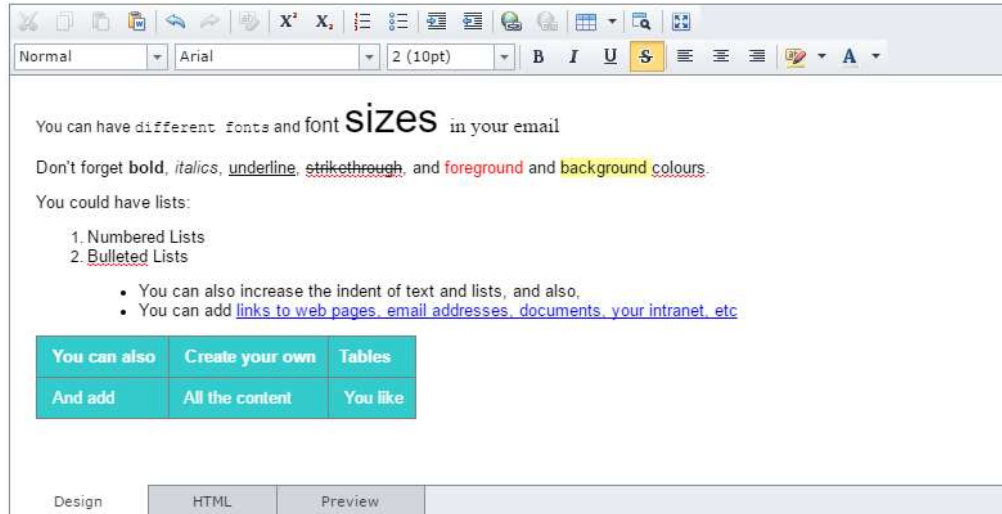 X² X₂
Normal Arial 2 (10pt) B I U S A
You can have different fonts and font sizes in your email
Don't forget bold, italics, underline, strikethrough, and foreground and background colours.
You could have lists:
1. Numbered Lists
2. Bulleted Lists
• You can also increase the indent of text and lists, and also,
• You can add links to web pages, email addresses, documents, your intranet, etc
You can also Create your own Tables
And add All the content You like
Design HTML Preview